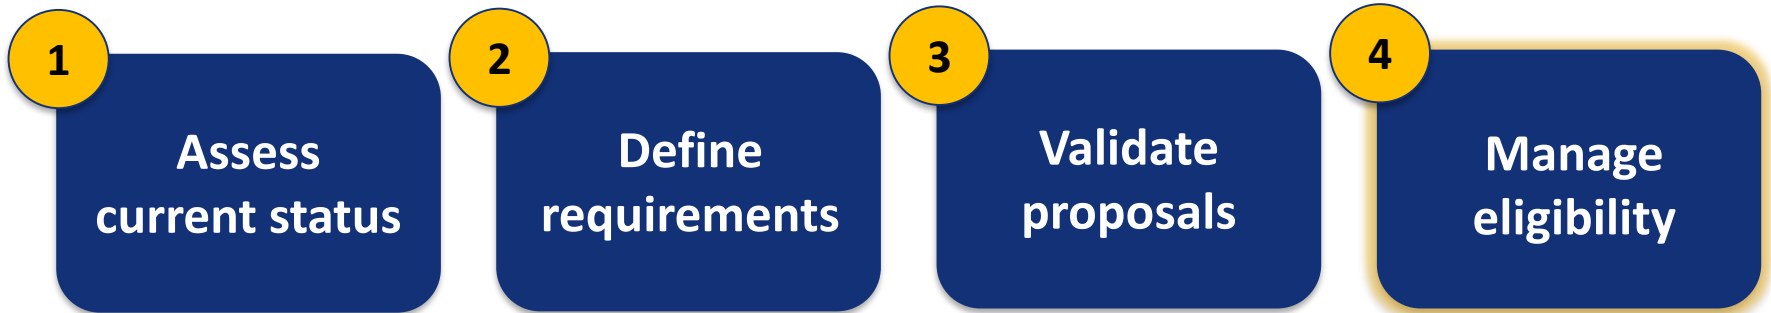 1
Assess
current status
2
Define
requirements
3
Validate
proposals
4
Manage
eligibility